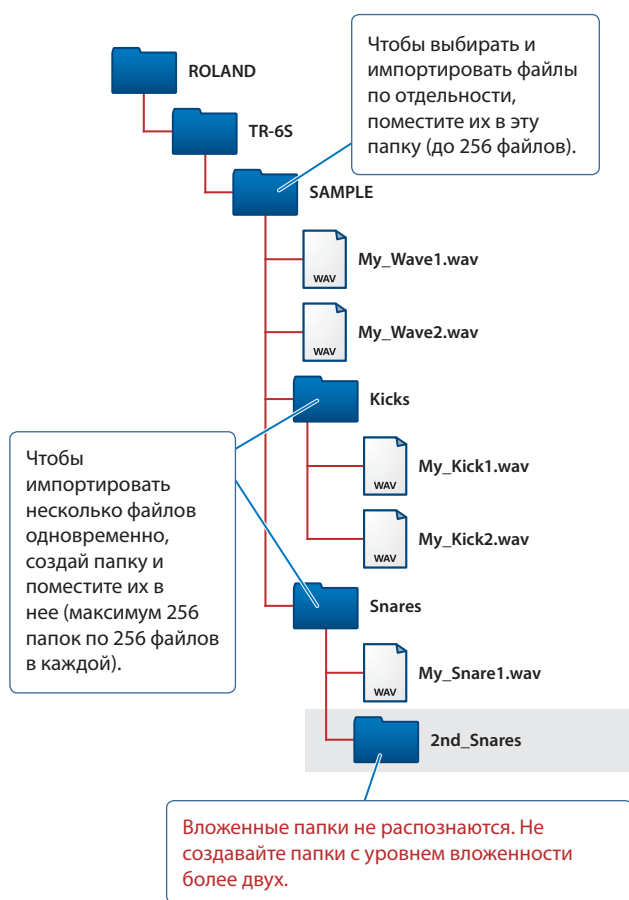 Чтобы выбирать и
импортировать файлы
по отдельности,
поместите их в эту
папку (до 256 файлов).
ROLAND
TR-6S
SAMPLE
WAV
My_Wave1.wav
WAV
My_Wave2.wav
Kicks
Чтобы
импортировать
несколько файлов
одновременно,
создай папку и
поместите их в
нее (максимум 256
папок по 256 файлов
в каждой).
WAV
My_Kick1.wav
WAV
My_Kick2.wav
Snares
WAV
My_Snare1.wav
2nd_Snares
Вложенные папки не распознаются. Не
создавайте папки с уровнем вложенности
более двух.